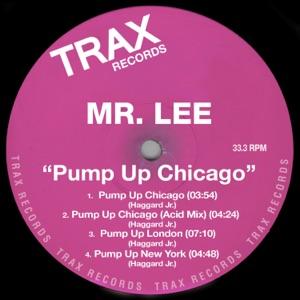 TRAX
RECORDS
MR. LEE
33.3 RPM
"Pump Up Chicago"
1. Pump Up Chicago (03:54)
(Haggard Jr.)
2. Pump Up Chicago (Acid Mix) (04:24)
(Haggard Jr.)
3. Pump Up London (07:10)
(Haggard Jr.)
4. Pump Up New York (04:48)
(Haggard Jr.)
TRAX RECORDS TRAX RECORDS TRAX RECORDS